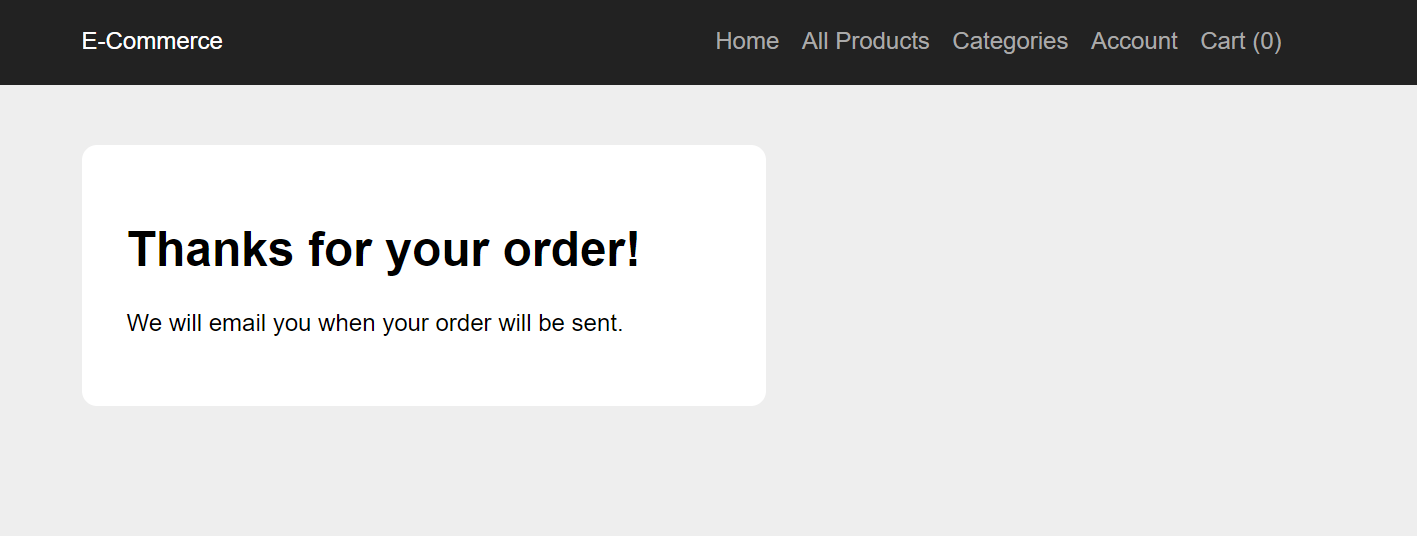 E-Commerce Home All Products Categories Account Cart (0)
Thanks for your order!
We will email you when your order will be sent.